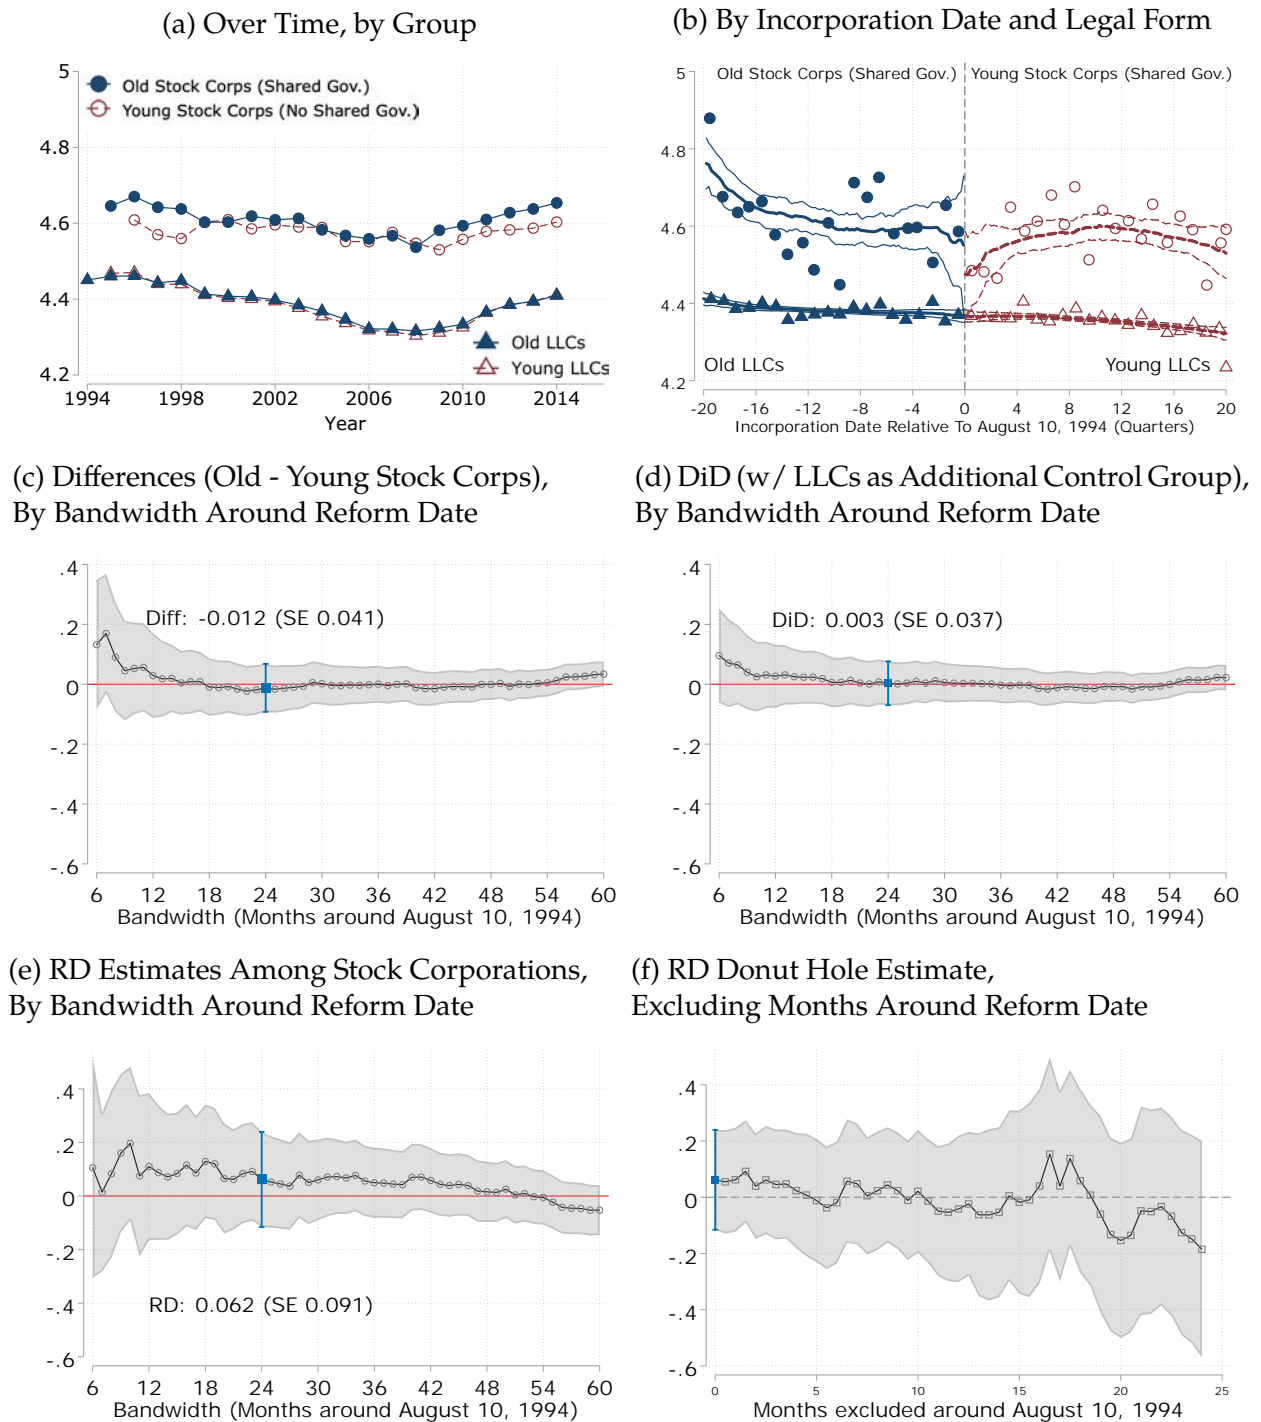 (a) Over Time, by Group
5
Old Stock Corps (Shared Gov.)
Young Stock Corps (No Shared Gov.)
4.8
4.6
4.4
Old LLCs
Young LLCs
4.2
1994 1998 2002 2006 2010 2014
Year
(b) By Incorporation Date and Legal Form
5
Old Stock Corps (Shared Gov.) Young Stock Corps (Shared Gov.)
4.8
4.6
4.4
Old LLCs Young LLCs
4.2
-20 -16 -12 -8 -4 0 4 8 12 16 20
Incorporation Date Relative To August 10, 1994 (Quarters)
(c) Differences (Old - Young Stock Corps),
By Bandwidth Around Reform Date
.4
Diff: -0.012 (SE 0.041)
.2
0
-.2
-.4
-.6
6 12 18 24 30 36 42 48 54 60
Bandwidth (Months around August 10, 1994)
(d) DiD (w/ LLCs as Additional Control Group),
By Bandwidth Around Reform Date
.4
DiD: 0.003 (SE 0.037)
.2
0
-.2
-.4
-.6
6 12 18 24 30 36 42 48 54 60
Bandwidth (Months around August 10, 1994)
(e) RD Estimates Among Stock Corporations,
By Bandwidth Around Reform Date
.4
.2
0
-.2
RD: 0.062 (SE 0.091)
-.4
-.6
6 12 18 24 30 36 42 48 54 60
Bandwidth (Months around August 10, 1994)
(f) RD Donut Hole Estimate,
Excluding Months Around Reform Date
.4
.2
0
-.2
-.4
-.6
0 5 10 15 20 25
Months excluded around August 10, 1994